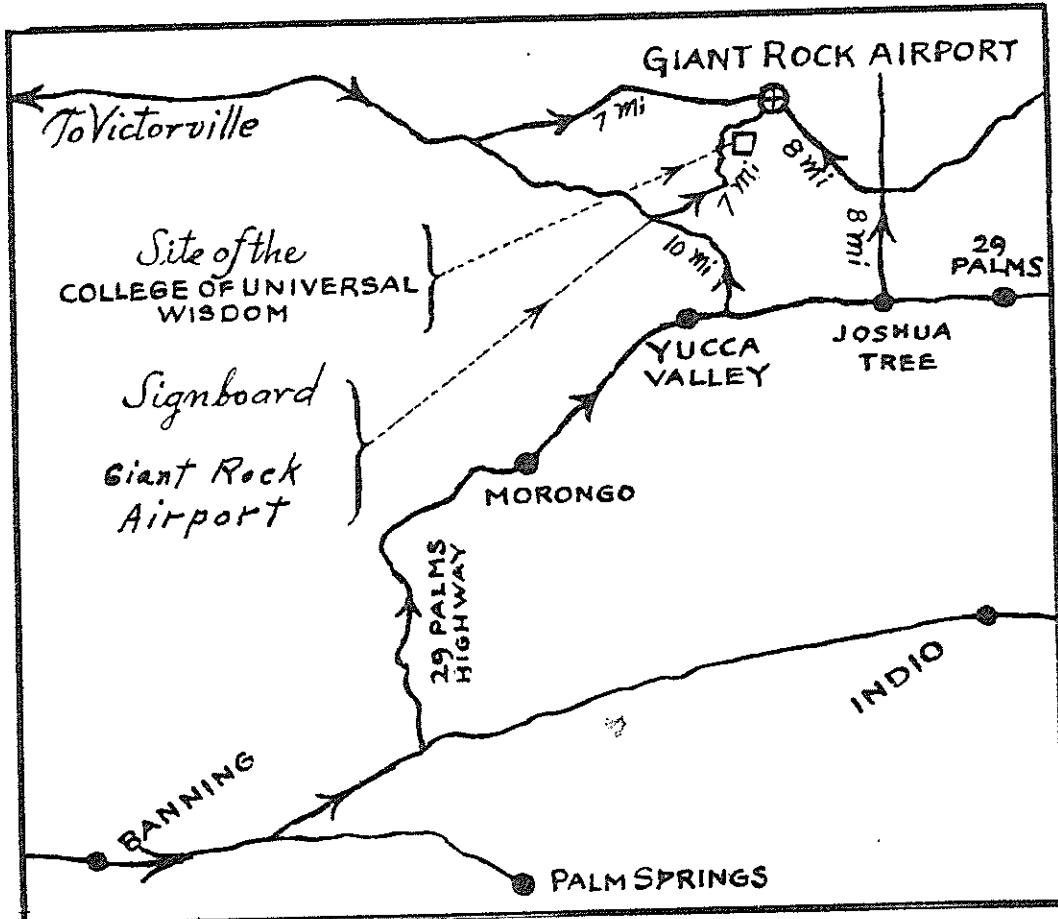 GIANT ROCK AIRPORT
To Victorville
7 mi
8 mi
7 mi
10 mi
8 mi
29
PALMS
Site of the
COLLEGE OF UNIVERSAL
WISDOM
YUCCA
VALLEY
JOSHUA
TREE
Signboard
Giant Rock
Airport
MORONGO
29 PALMS
HIGHWAY
INDIO
BANNING
PALM SPRINGS